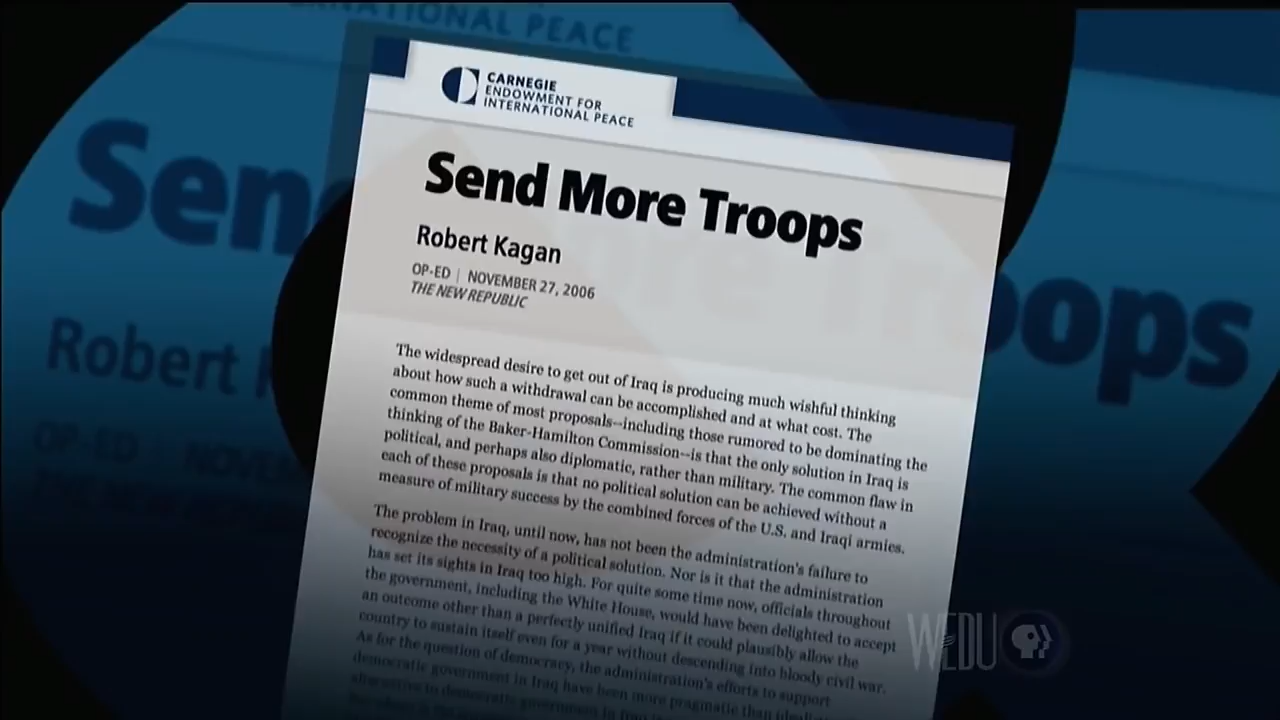 CARNEGIE
ENDOWMENT FOR
INTERNATIONAL PEACE
Send More Troops
Robert Kagan
OP-ED | NOVEMBER 27, 2006
THE NEW REPUBLIC
The widespread desire to get out of Iraq is producing much wishful thinking
about how such a withdrawal can be accomplished and at what cost. The
common theme of most proposals--including those rumored to be dominating the
thinking of the Baker-Hamilton Commission--is that the only solution in Iraq is
political, and perhaps also diplomatic, rather than military. The common flaw in
each of these proposals is that no political solution can be achieved without a
measure of military success by the combined forces of the U.S. and Iraqi armies.
The problem in Iraq, until now, has not been the administration's failure to
recognize the necessity of a political solution. Nor is it that the administration
has set its sights in Iraq too high. For quite some time now, officials throughout
the government, including the White House, would have been delighted to accept
an outcome other than a perfectly unified Iraq if it could plausibly allow the
country to sustain itself even for a year without descending into bloody civil war.
As for the question of democracy, the administration's efforts to support
democratic government in Iraq have been more pragmatic than
WEDU PBS